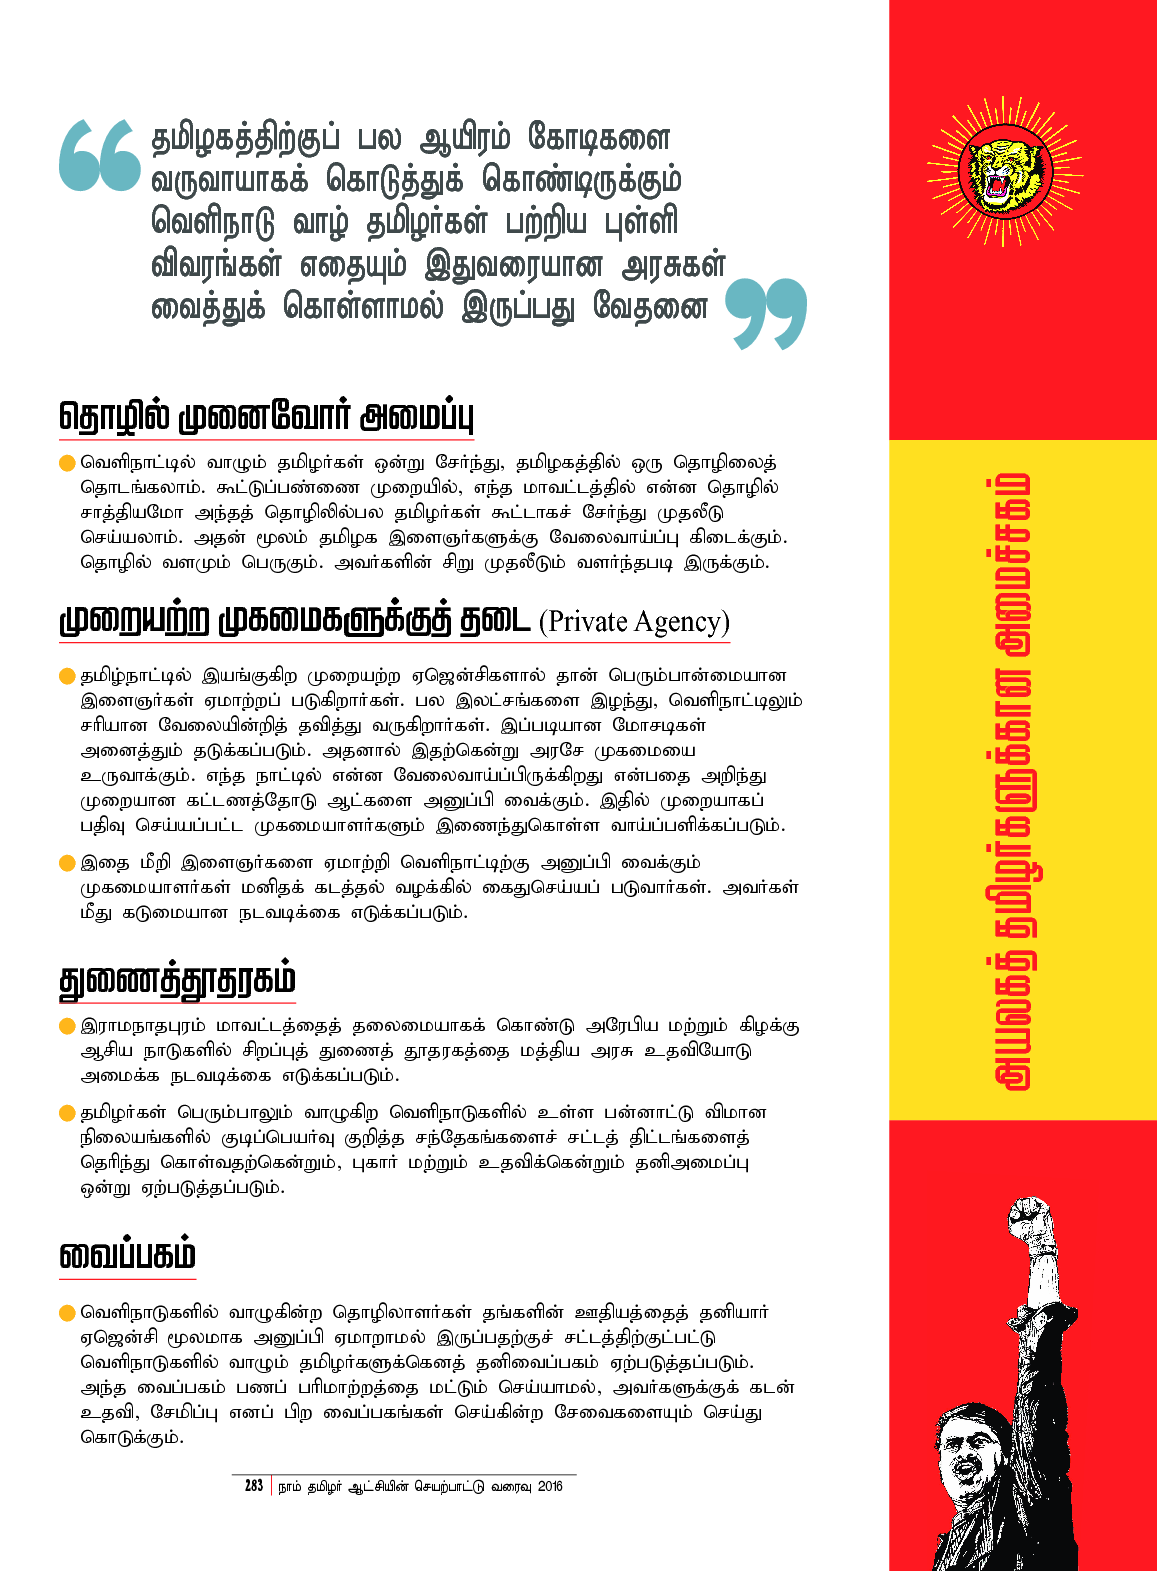 தமிழகத்திற்குப் பல ஆயிரம் கோடிகளை
வருவாயாகக் கொடுத்துக் கொண்டிருக்கும்
வெளிநாடு வாழ் தமிழர்கள் பற்றிய புள்ளி
விவரங்கள் எதையும் இதுவரையான அரசுகள்
வைத்துக் கொள்ளாமல் இருப்பது வேதனை
தொழில் முனைவோர் அமைப்பு
வெளிநாட்டில் வாழும் தமிழர்கள் ஒன்று சேர்ந்து, தமிழகத்தில் ஒரு தொழிலைத்
தொடங்கலாம். கூட்டுப்பண்ணை முறையில், எந்த மாவட்டத்தில் என்ன தொழில்
சாத்தியமோ அந்தத் தொழிலில்பல தமிழர்கள் கூட்டாகச் சேர்ந்து முதலீடு
செய்யலாம். அதன் மூலம் தமிழக இளைஞர்களுக்கு வேலைவாய்ப்பு கிடைக்கும்.
தொழில் வளமும் பெருகும். அவர்களின் சிறு முதலீடும் வளர்ந்தபடி இருக்கும்.
முறையற்ற முகமைகளுக்குத் தடை (Private Agency)
தமிழ்நாட்டில் இயங்குகிற முறையற்ற ஏஜென்சிகளால் தான் பெரும்பான்மையான
இளைஞர்கள் ஏமாற்றப் படுகிறார்கள். பல இலட்சங்களை இழந்து, வெளிநாட்டிலும்
சரியான வேலையின்றித் தவித்து வருகிறார்கள். இப்படியான மோசடிகள்
அனைத்தும் தடுக்கப்படும். அதனால் இதற்கென்று அரசே முகமையை
உருவாக்கும். எந்த நாட்டில் என்ன வேலைவாய்ப்பிருக்கிறது என்பதை அறிந்து
முறையான கட்டணத்தோடு ஆட்களை அனுப்பி வைக்கும். இதில் முறையாகப்
பதிவு செய்யப்பட்ட முகமையாளர்களும் இணைந்துகொள்ள வாய்ப்பளிக்கப்படும்.
இதை மீறி இளைஞர்களை ஏமாற்றி வெளிநாட்டிற்கு அனுப்பி வைக்கும்
முகமையாளர்கள் மனிதக் கடத்தல் வழக்கில் கைதுசெய்யப் படுவார்கள். அவர்கள்
மீது கடுமையான நடவடிக்கை எடுக்கப்படும்.
துணைத்தூதரகம்
இராமநாதபுரம் மாவட்டத்தைத் தலைமையாகக் கொண்டு அரேபிய மற்றும் கிழக்கு
ஆசிய நாடுகளில் சிறப்புத் துணைத் தூதரகத்தை மத்திய அரசு உதவியோடு
அமைக்க நடவடிக்கை எடுக்கப்படும்.
தமிழர்கள் பெரும்பாலும் வாழுகிற வெளிநாடுகளில் உள்ள பன்னாட்டு விமான
நிலையங்களில் குடிப்பெயர்வு குறித்த சந்தேகங்களைச் சட்டத் திட்டங்களைத்
தெரிந்து கொள்வதற்கென்றும், புகார் மற்றும் உதவிக்கென்றும் தனிஅமைப்பு
ஒன்று ஏற்படுத்தப்படும்.
வைப்பகம்
வெளிநாடுகளில் வாழுகின்ற தொழிலாளர்கள் தங்களின் ஊதியத்தைத் தனியார்
ஏஜென்சி மூலமாக அனுப்பி ஏமாறாமல் இருப்பதற்குச் சட்டத்திற்குட்பட்டு
வெளிநாடுகளில் வாழும் தமிழர்களுக்கெனத் தனிவைப்பகம் ஏற்படுத்தப்படும்.
அந்த வைப்பகம் பணப் பரிமாற்றத்தை மட்டும் செய்யாமல், அவர்களுக்குக் கடன்
உதவி, சேமிப்பு எனப் பிற வைப்பகங்கள் செய்கின்ற சேவைகளையும் செய்து
கொடுக்கும்.
283 நாம் தமிழர் ஆட்சியின் செயற்பாட்டு வரைவு 2016
அயலகத் தமிழர்களுக்கான அமைச்சகம்